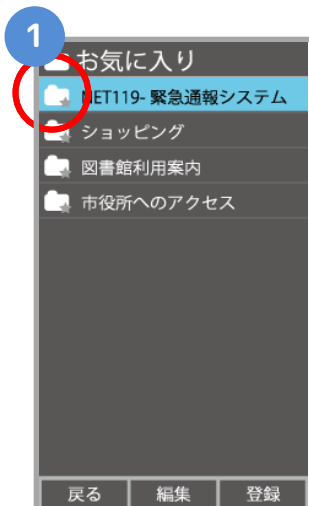 1
お気に入り
NET119- 緊急通報システム
ショッピング
図書館利用案内
市役所へのアクセス
戻る 編集 登録